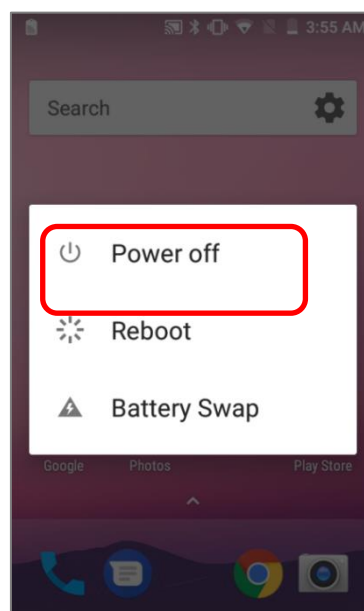 3:55 AM
Search
Power off
Reboot
Battery Swap
Google Photos Play Store